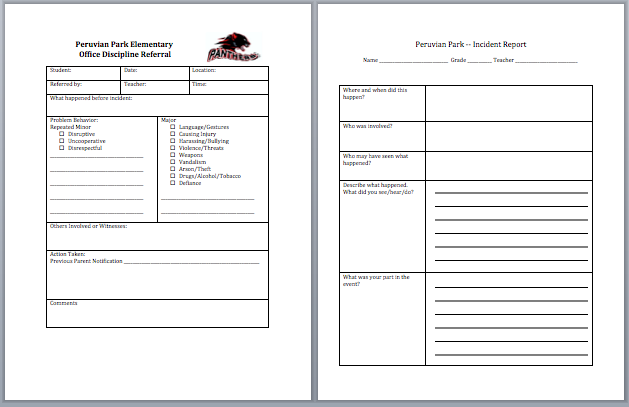 Peruvian Park Elementary
Office Discipline Referral
PANTHERS
Student: Date: Location:
Referred by: Teacher: Time:
What happened before incident:
Problem Behavior:
Repeated Minor
Disruptive
Uncooperative
Disrespectful
Major
Language/Gestures
Causing Injury
Harassing/Bullying
Violence/Threats
Weapons
Vandalism
Arson/Theft
Drugs/Alcohol/Tobacco
Defiance
Others Involved or Witnesses:
Action Taken:
Previous Parent Notification
Comments
Peruvian Park -- Incident Report
Name Grade Teacher
Where and when did this
happen?
Who was involved?
Who may have seen what
happened?
Describe what happened.
What did you see/hear/do?
What was your part in the
event?